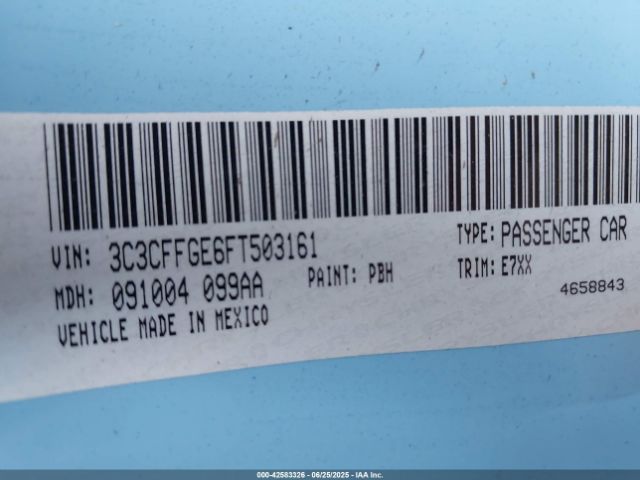 VIN: 3C3CFFGE6FT503161 TYPE: PASSENGER CAR
MDH: 091004 099AA PAINT: PBH TRIM: E7XX
VEHICLE MADE IN MEXICO 4658843
000-42583326 - 06/25/2025 - IAA Inc.